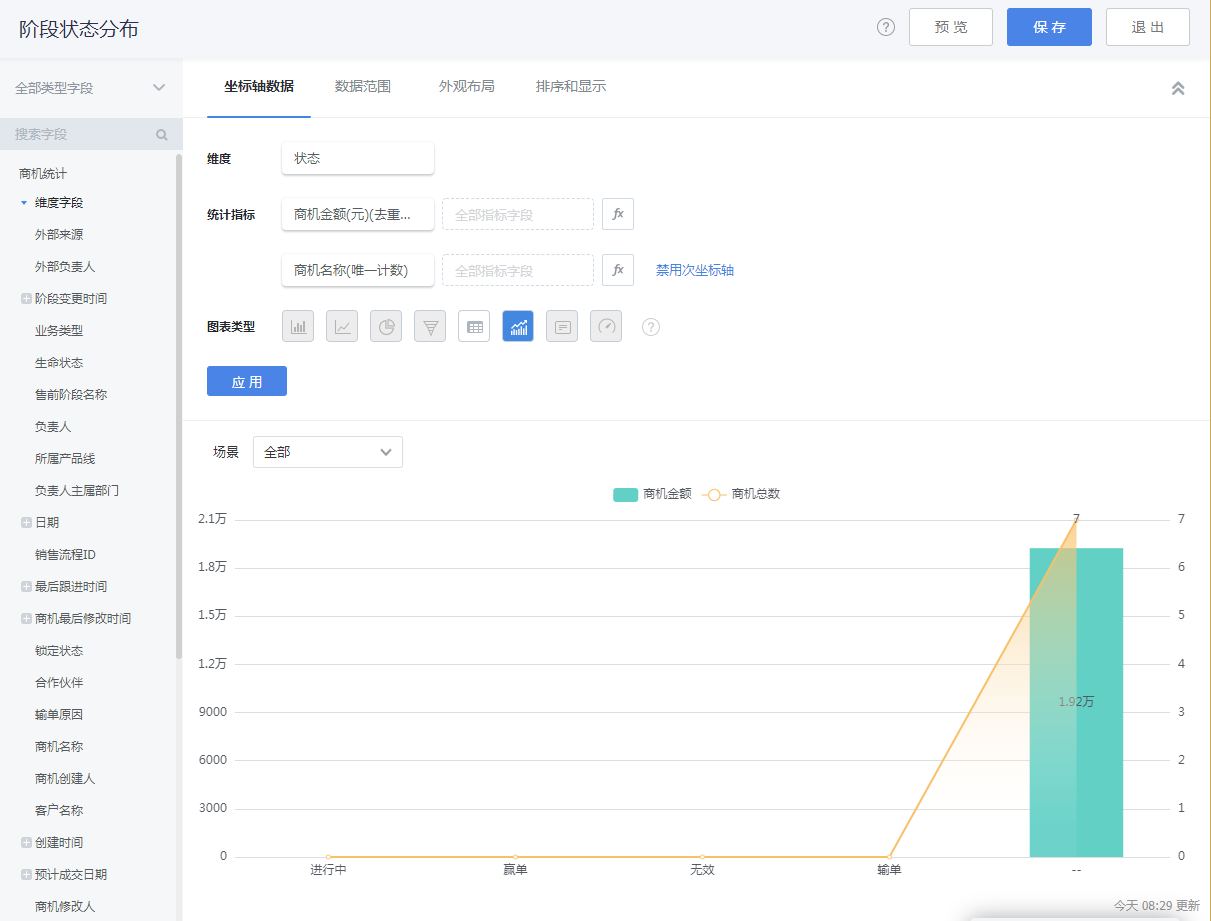 阶段状态分布
?
预 览
保 存
退 出
全部类型字段
搜索字段
商机统计
维度字段
外部来源
外部负责人
阶段变更时间
业务类型
生命状态
售前阶段名称
负责人
所属产品线
负责人主属部门
日期
销售流程ID
最后跟进时间
商机最后修改时间
锁定状态
合作伙伴
输单原因
商机名称
商机创建人
客户名称
创建时间
预计成交日期
商机修改人
坐标轴数据
数据范围
外观布局
排序和显示
维度
状态
统计指标
商机金额(元)(去重...
全部指标字段
fx
商机名称(唯一计数)
全部指标字段
fx
禁用次坐标轴
图表类型
?
应 用
场景
全部
商机金额
商机总数
2.1万
1.8万
1.5万
1.2万
9000
6000
3000
0
7
1.92万
7
6
5
4
3
2
1
0
进行中
赢单
无效
输单
--
今天 08:29 更新